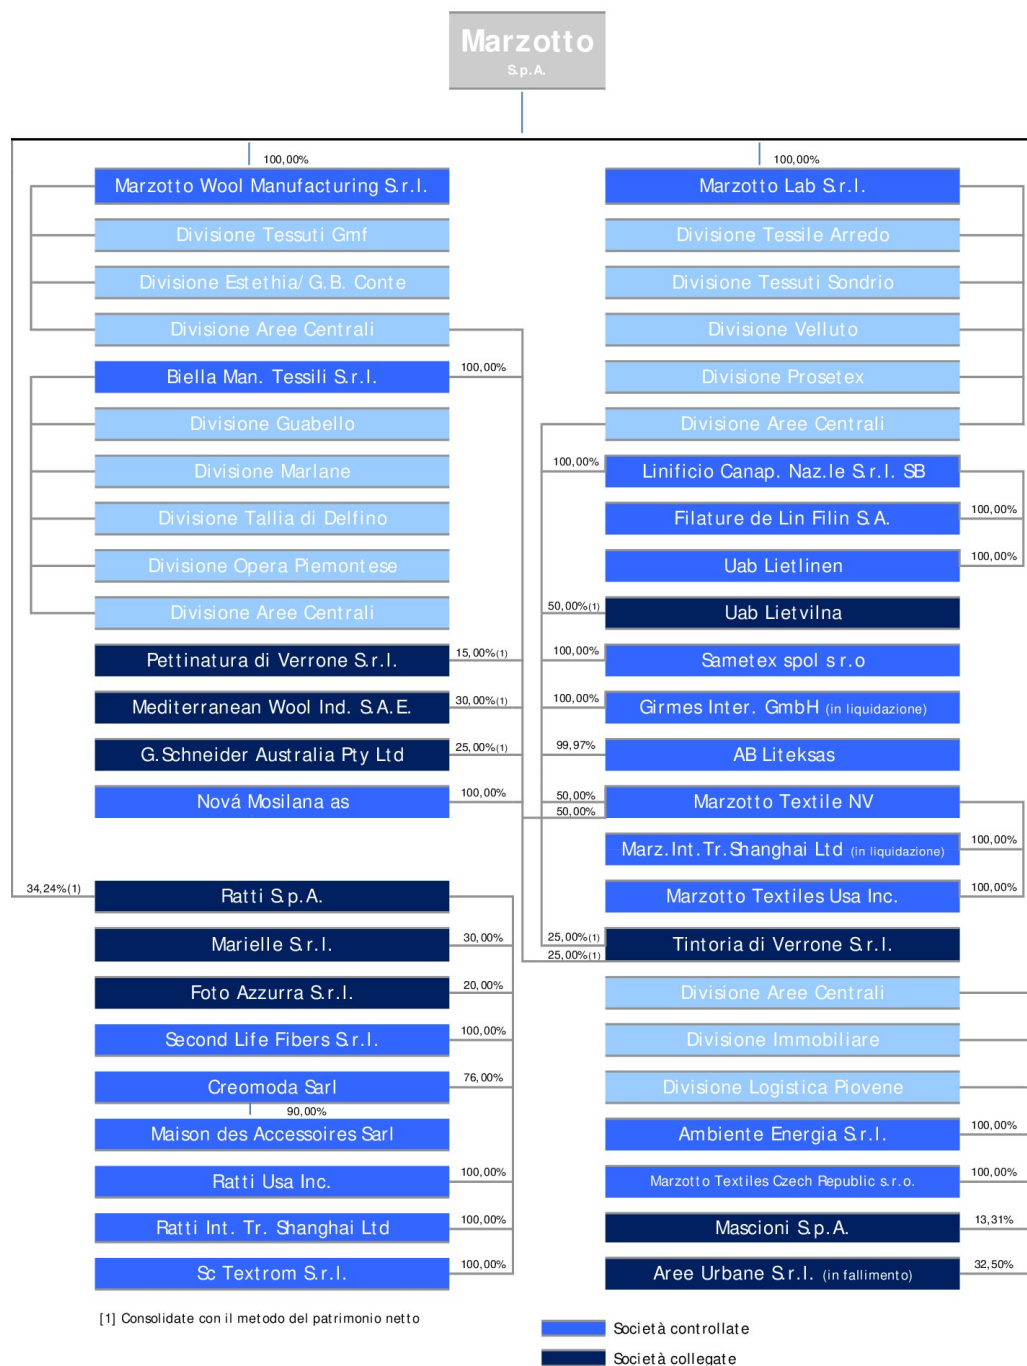 Marzotto
S.p.A.
100,00%
Marzotto Wool Manufacturing S.r.l.
Divisione Tessuti Gmf
Divisione Estethia/ G.B. Conte
Divisione Aree Centrali
Biella Man. Tessili S.r.l.
100,00%
Divisione Guabello
Divisione Marlane
Divisione Tallia di Delfino
Divisione Opera Piemontese
Divisione Aree Centrali
Pettinatura di Verrone S.r.l.
15,00%(1)
Mediterranean Wool Ind. S.A.E.
30,00%(1)
G.Schneider Australia Pty Ltd
25,00%(1)
Nová Mosilana as
100,00%
34,24%(1)
Ratti S.p.A.
Marielle S.r.l.
30,00%
Foto Azzurra S.r.l.
20,00%
Second Life Fibers S.r.l.
100,00%
Creomoda Sarl
76,00%
90,00%
Maison des Accessoires Sarl
Ratti Usa Inc.
100,00%
Ratti Int. Tr. Shanghai Ltd
100,00%
Sc Textrom S.r.l.
100,00%
100,00%
Marzotto Lab S.r.l.
Divisione Tessile Arredo
Divisione Tessuti Sondrio
Divisione Velluto
Divisione Prosetex
Divisione Aree Centrali
100,00%
Linificio Canap. Naz.le S.r.l. SB
Filature de Lin Filin S.A.
100,00%
Uab Lietlinen
100,00%
50,00%(1)
Uab Lietvilna
100,00%
Sametex spol s r.o
100,00%
Girmes Inter. GmbH (in liquidazione)
99,97%
AB Liteksas
50,00%
50,00%
Marzotto Textile NV
Marz.Int.Tr.Shanghai Ltd (in liquidazione)
100,00%
Marzotto Textiles Usa Inc.
100,00%
25,00%(1)
25,00%(1)
Tintoria di Verrone S.r.l.
Divisione Aree Centrali
Divisione Immobiliare
Divisione Logistica Piovene
Ambiente Energia S.r.l.
100,00%
Marzotto Textiles Czech Republic s.r.o.
100,00%
Mascioni S.p.A.
13,31%
Aree Urbane S.r.l. (in fallimento)
32,50%
[1] Consolidate con il metodo del patrimonio netto
Società controllate
Società collegate